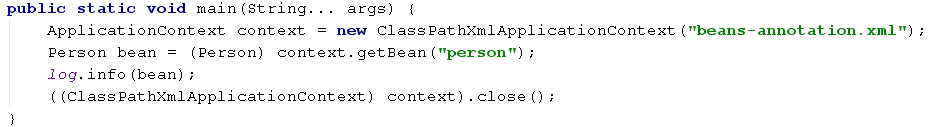 public static void main(String... args) {
    ApplicationContext context = new ClassPathXmlApplicationContext("beans-annotation.xml");
    Person bean = (Person) context.getBean("person");
    log.info(bean);
    ((ClassPathXmlApplicationContext) context).close();
}